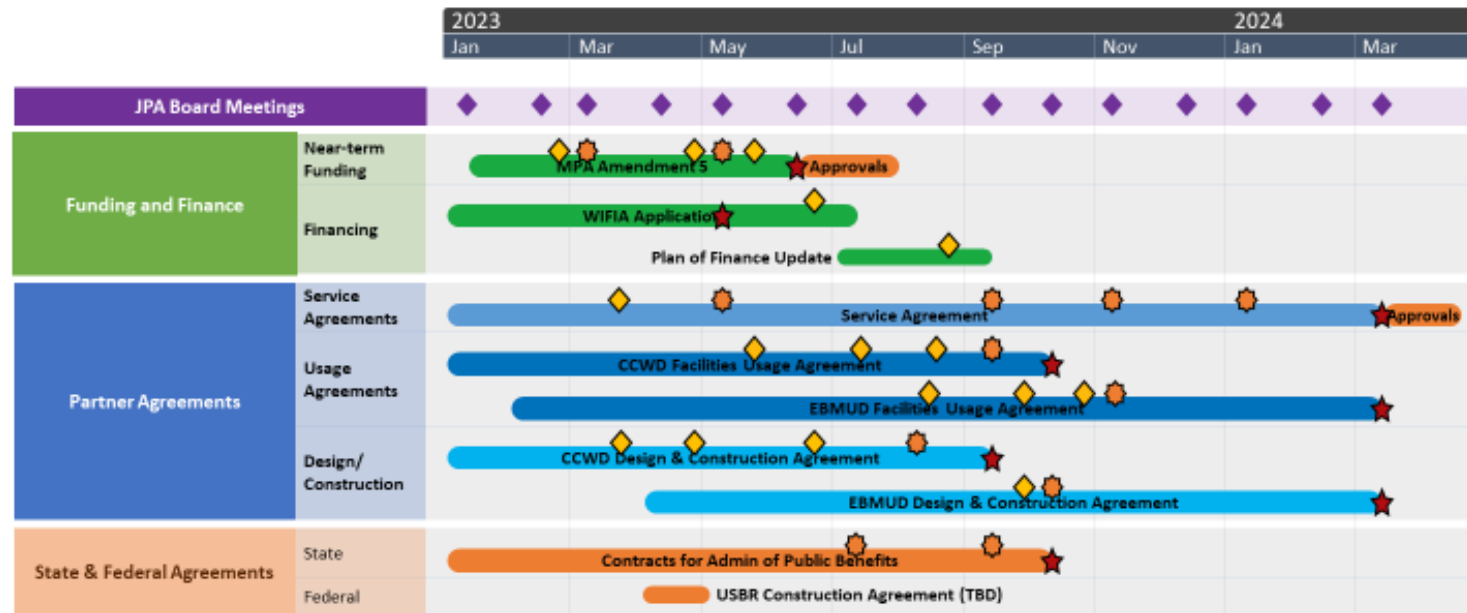 2023 2024
Jan Mar May Jul Sep Nov Jan Mar
JPA Board Meetings
Funding and Finance
Near-term
Funding
MPA Amendment 5
Approvals
Financing
WIFIA Application
Plan of Finance Update
Partner Agreements
Service
Agreements
Service Agreement
Approvals
Usage
Agreements
CCWD Facilities Usage Agreement
EBMUD Facilities Usage Agreement
Design/
Construction
CCWD Design & Construction Agreement
EBMUD Design & Construction Agreement
State & Federal Agreements
State
Contracts for Admin of Public Benefits
Federal
USBR Construction Agreement (TBD)